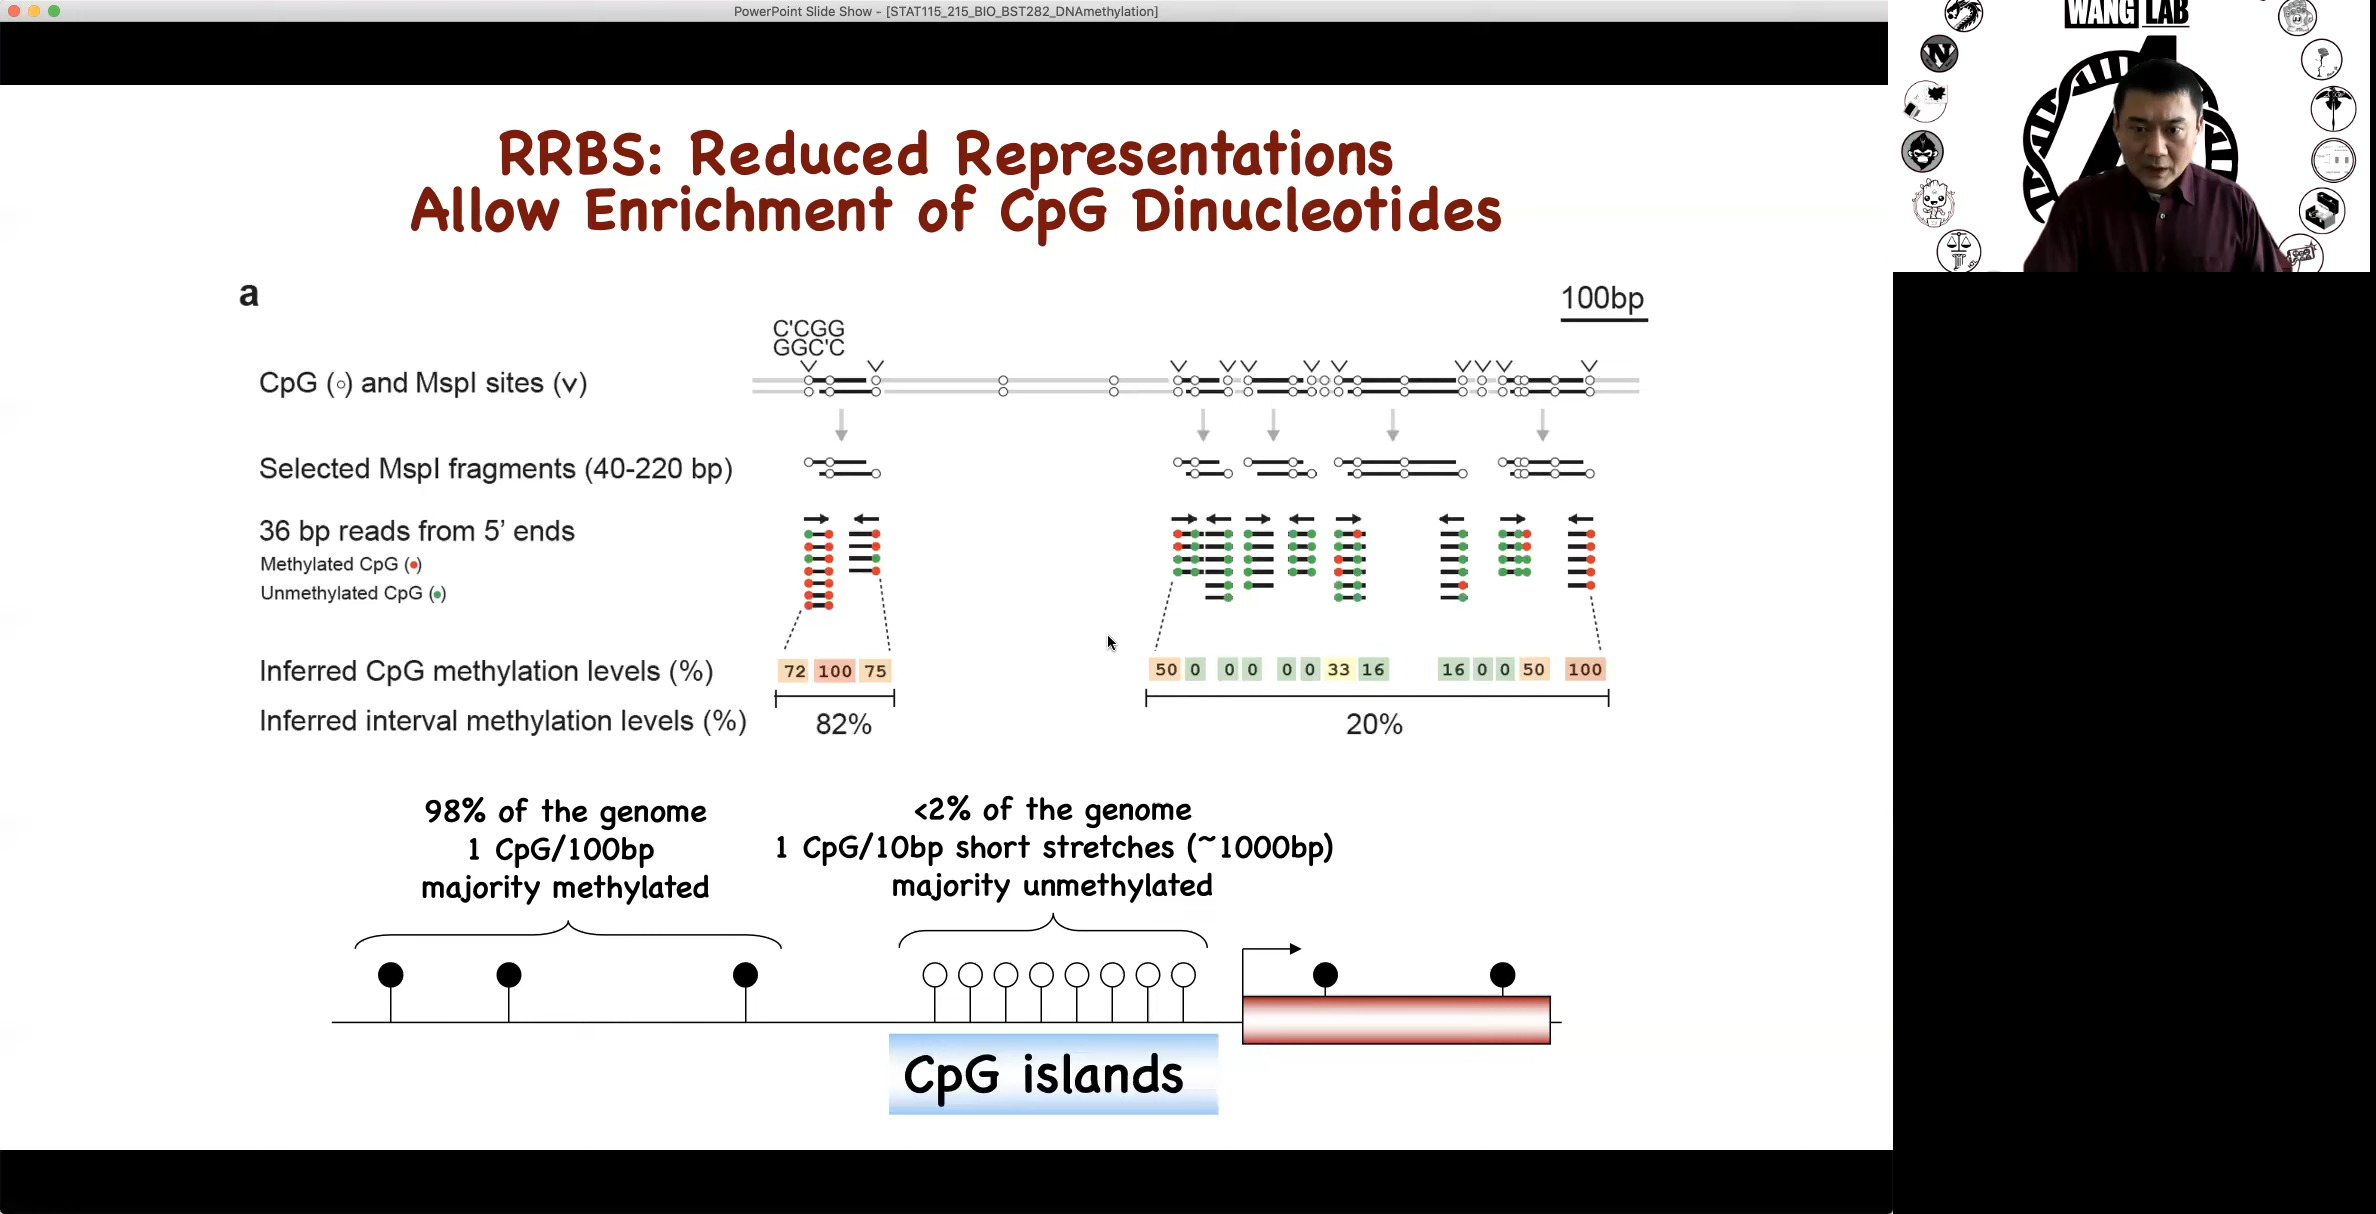 PowerPoint Slide Show - [STAT115_215_BIO_BST282_DNAmethylation]
WANG LAB
RRBS: Reduced Representations
Allow Enrichment of CpG Dinucleotides
a
100bp
C'CGG
GGC'C
CpG (○) and MspI sites (∨)
Selected MspI fragments (40-220 bp)
36 bp reads from 5’ ends
Methylated CpG (●)
Unmethylated CpG (●)
Inferred CpG methylation levels (%)
72 100 75 50 0 0 0 0 0 33 16 16 0 0 50 100
Inferred interval methylation levels (%)
82% 20%
98% of the genome
1 CpG/100bp
majority methylated
<2% of the genome
1 CpG/10bp short stretches (~1000bp)
majority unmethylated
CpG islands